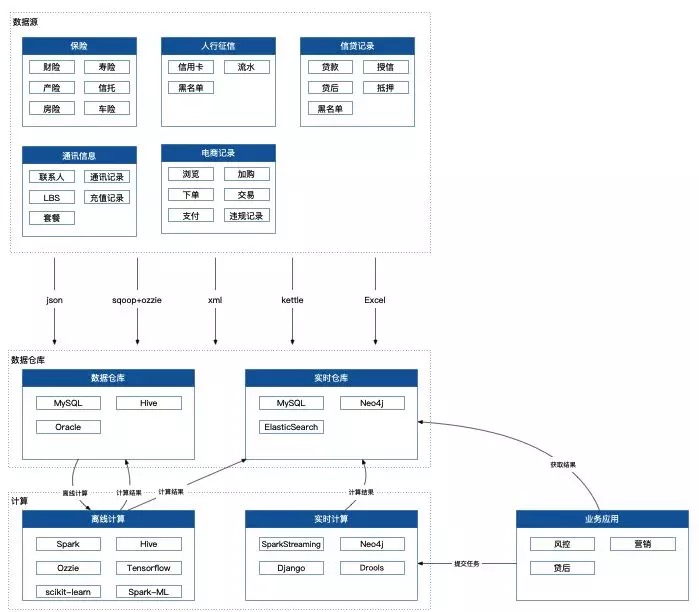 数据源
保险
人行征信
信贷记录
财险
寿险
信用卡
流水
贷款
授信
产险
信托
黑名单
贷后
抵押
房险
车险
黑名单
通讯信息
电商记录
联系人
通讯记录
浏览
加购
LBS
充值记录
下单
交易
套餐
支付
违规记录
json
sqoop+ozzie
xml
kettle
Excel
数据仓库
数据仓库
实时仓库
MySQL
Hive
MySQL
Neo4j
Oracle
ElasticSearch
获取结果
离线计算
计算结果
计算结果
计算结果
计算
离线计算
实时计算
业务应用
Spark
Hive
SparkStreaming
Neo4j
风控
营销
Ozzie
Tensorflow
Django
Drools
提交任务
贷后
scikit-learn
Spark-ML